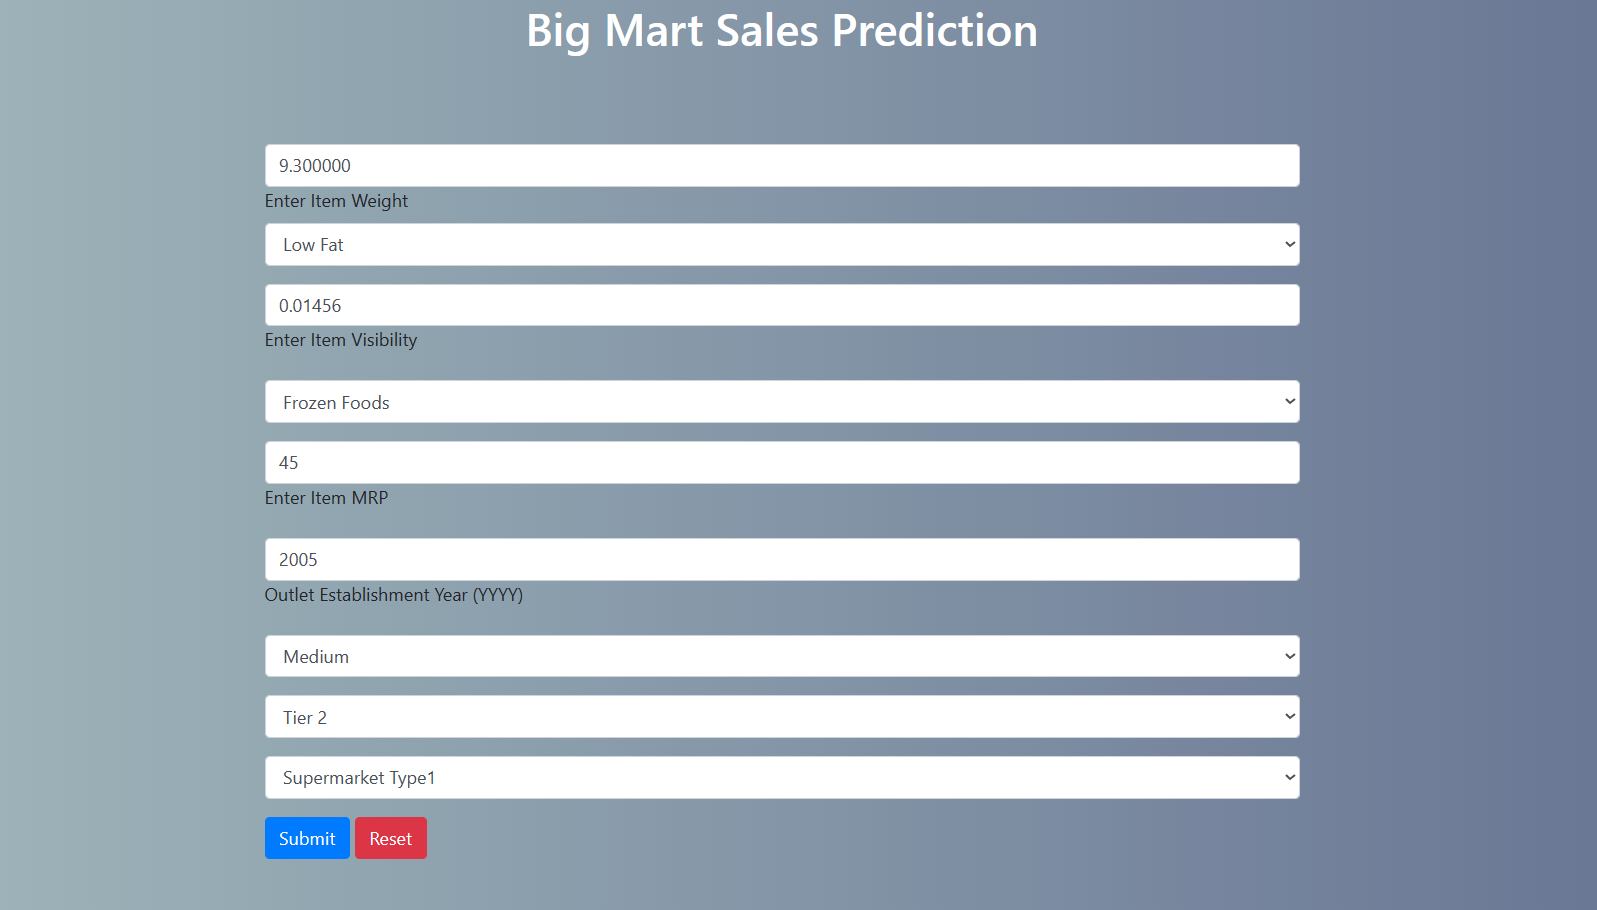 Big Mart Sales Prediction
9.300000
Enter Item Weight
Low Fat
0.01456
Enter Item Visibility
Frozen Foods
45
Enter Item MRP
2005
Outlet Establishment Year (YYYY)
Medium
Tier 2
Supermarket Type1
Submit Reset